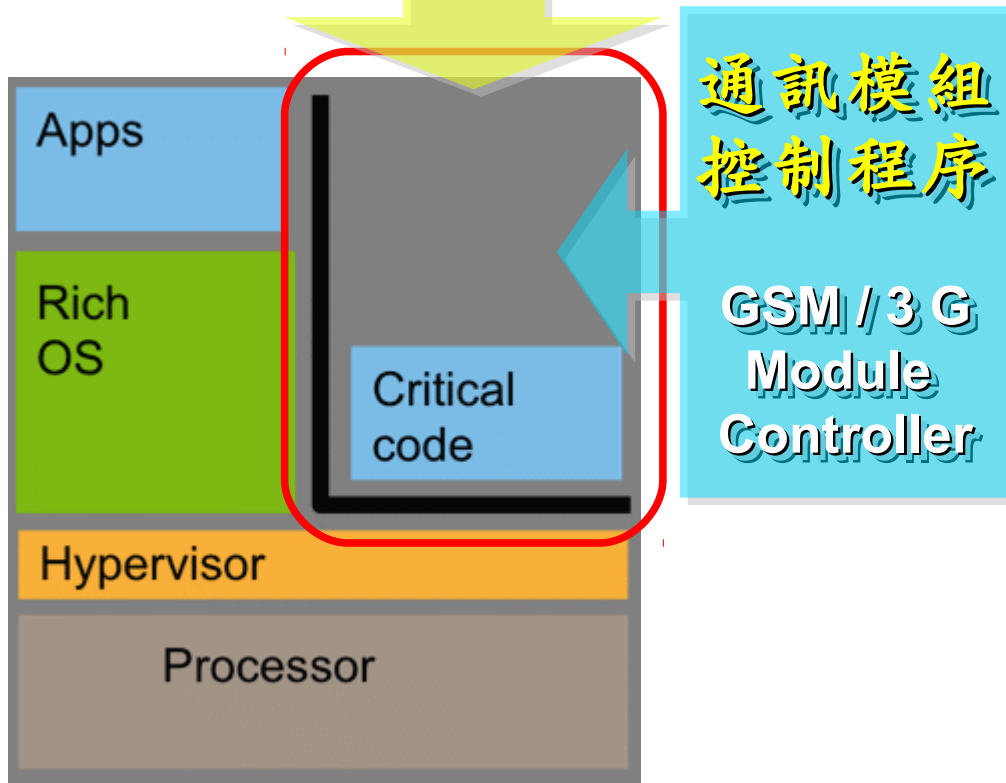 Apps
Rich
OS
Critical
code
Hypervisor
Processor
通訊模組
控制程序
GSM / 3 G
Module
Controller